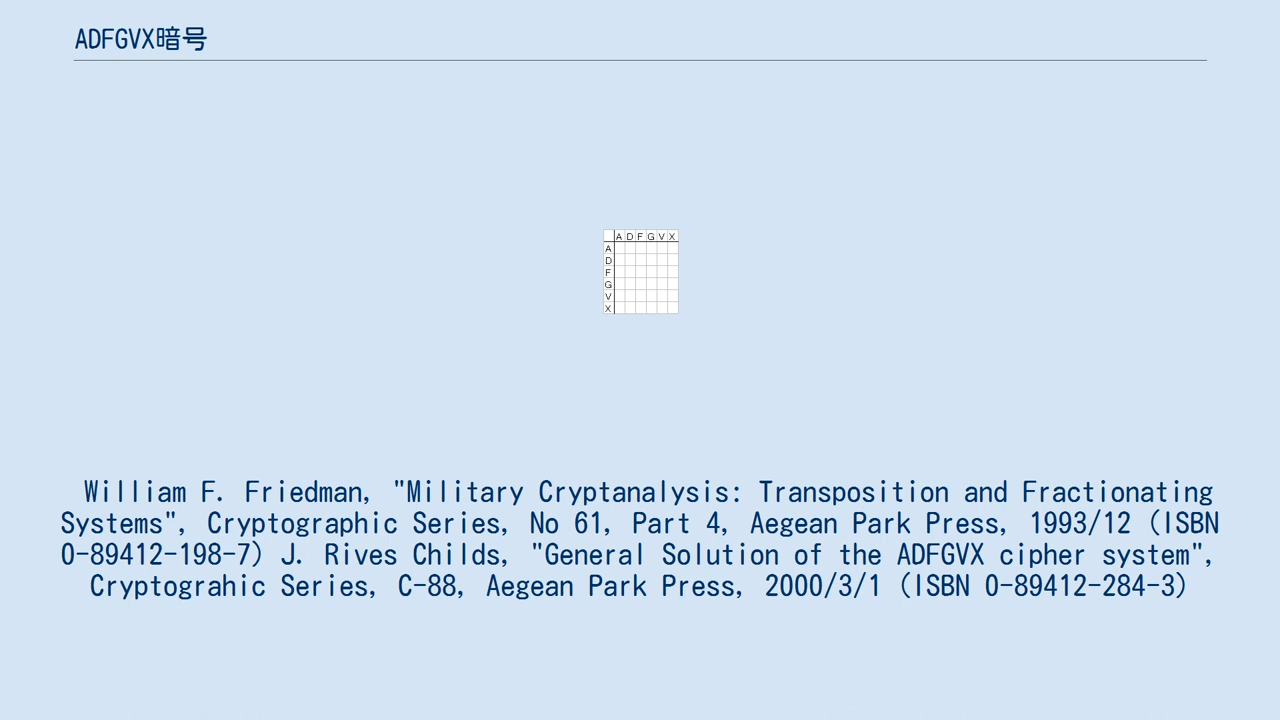 ADFGVX暗号
A D F G V X
A
D
F
G
V
X
William F. Friedman, "Military Cryptanalysis: Transposition and Fractionating
Systems", Cryptographic Series, No 61, Part 4, Aegean Park Press, 1993/12 (ISBN
0-89412-198-7) J. Rives Childs, "General Solution of the ADFGVX cipher system",
Cryptograhic Series, C-88, Aegean Park Press, 2000/3/1 (ISBN 0-89412-284-3)